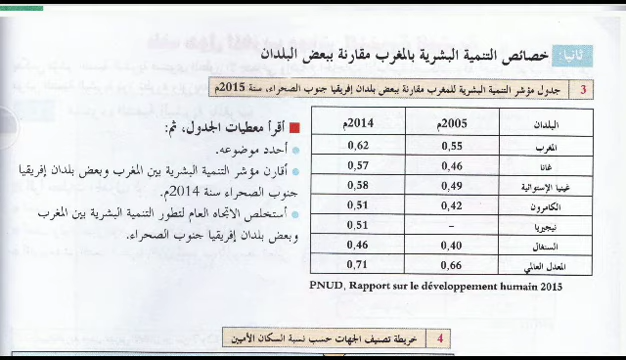 ثانيا: خصائص التنمية البشرية بالمغرب مقارنة ببعض البلدان
3 جدول مؤشر التنمية البشرية للمغرب مقارنة ببعض بلدان إفريقيا جنوب الصحراء، سنة 2015م
البلدان 2005م 2014م
المغرب 0,55 0,62
غانا 0,46 0,57
غينيا الإستوائية 0,49 0,58
الكامرون 0,42 0,51
نيجيريا – 0,51
السنغال 0,40 0,46
المعدل العالمي 0,66 0,71
PNUD, Rapport sur le développement humain 2015
أقرأ معطيات الجدول، ثم:
أحدد موضوعه.
أقارن مؤشر التنمية البشرية بين المغرب وبعض بلدان إفريقيا
جنوب الصحراء سنة 2014م.
أستخلص الاتجاه العام لتطور التنمية البشرية بين المغرب
وبعض بلدان إفريقيا جنوب الصحراء.
4 خريطة تصنيف الجهات حسب نسبة السكان الأميين